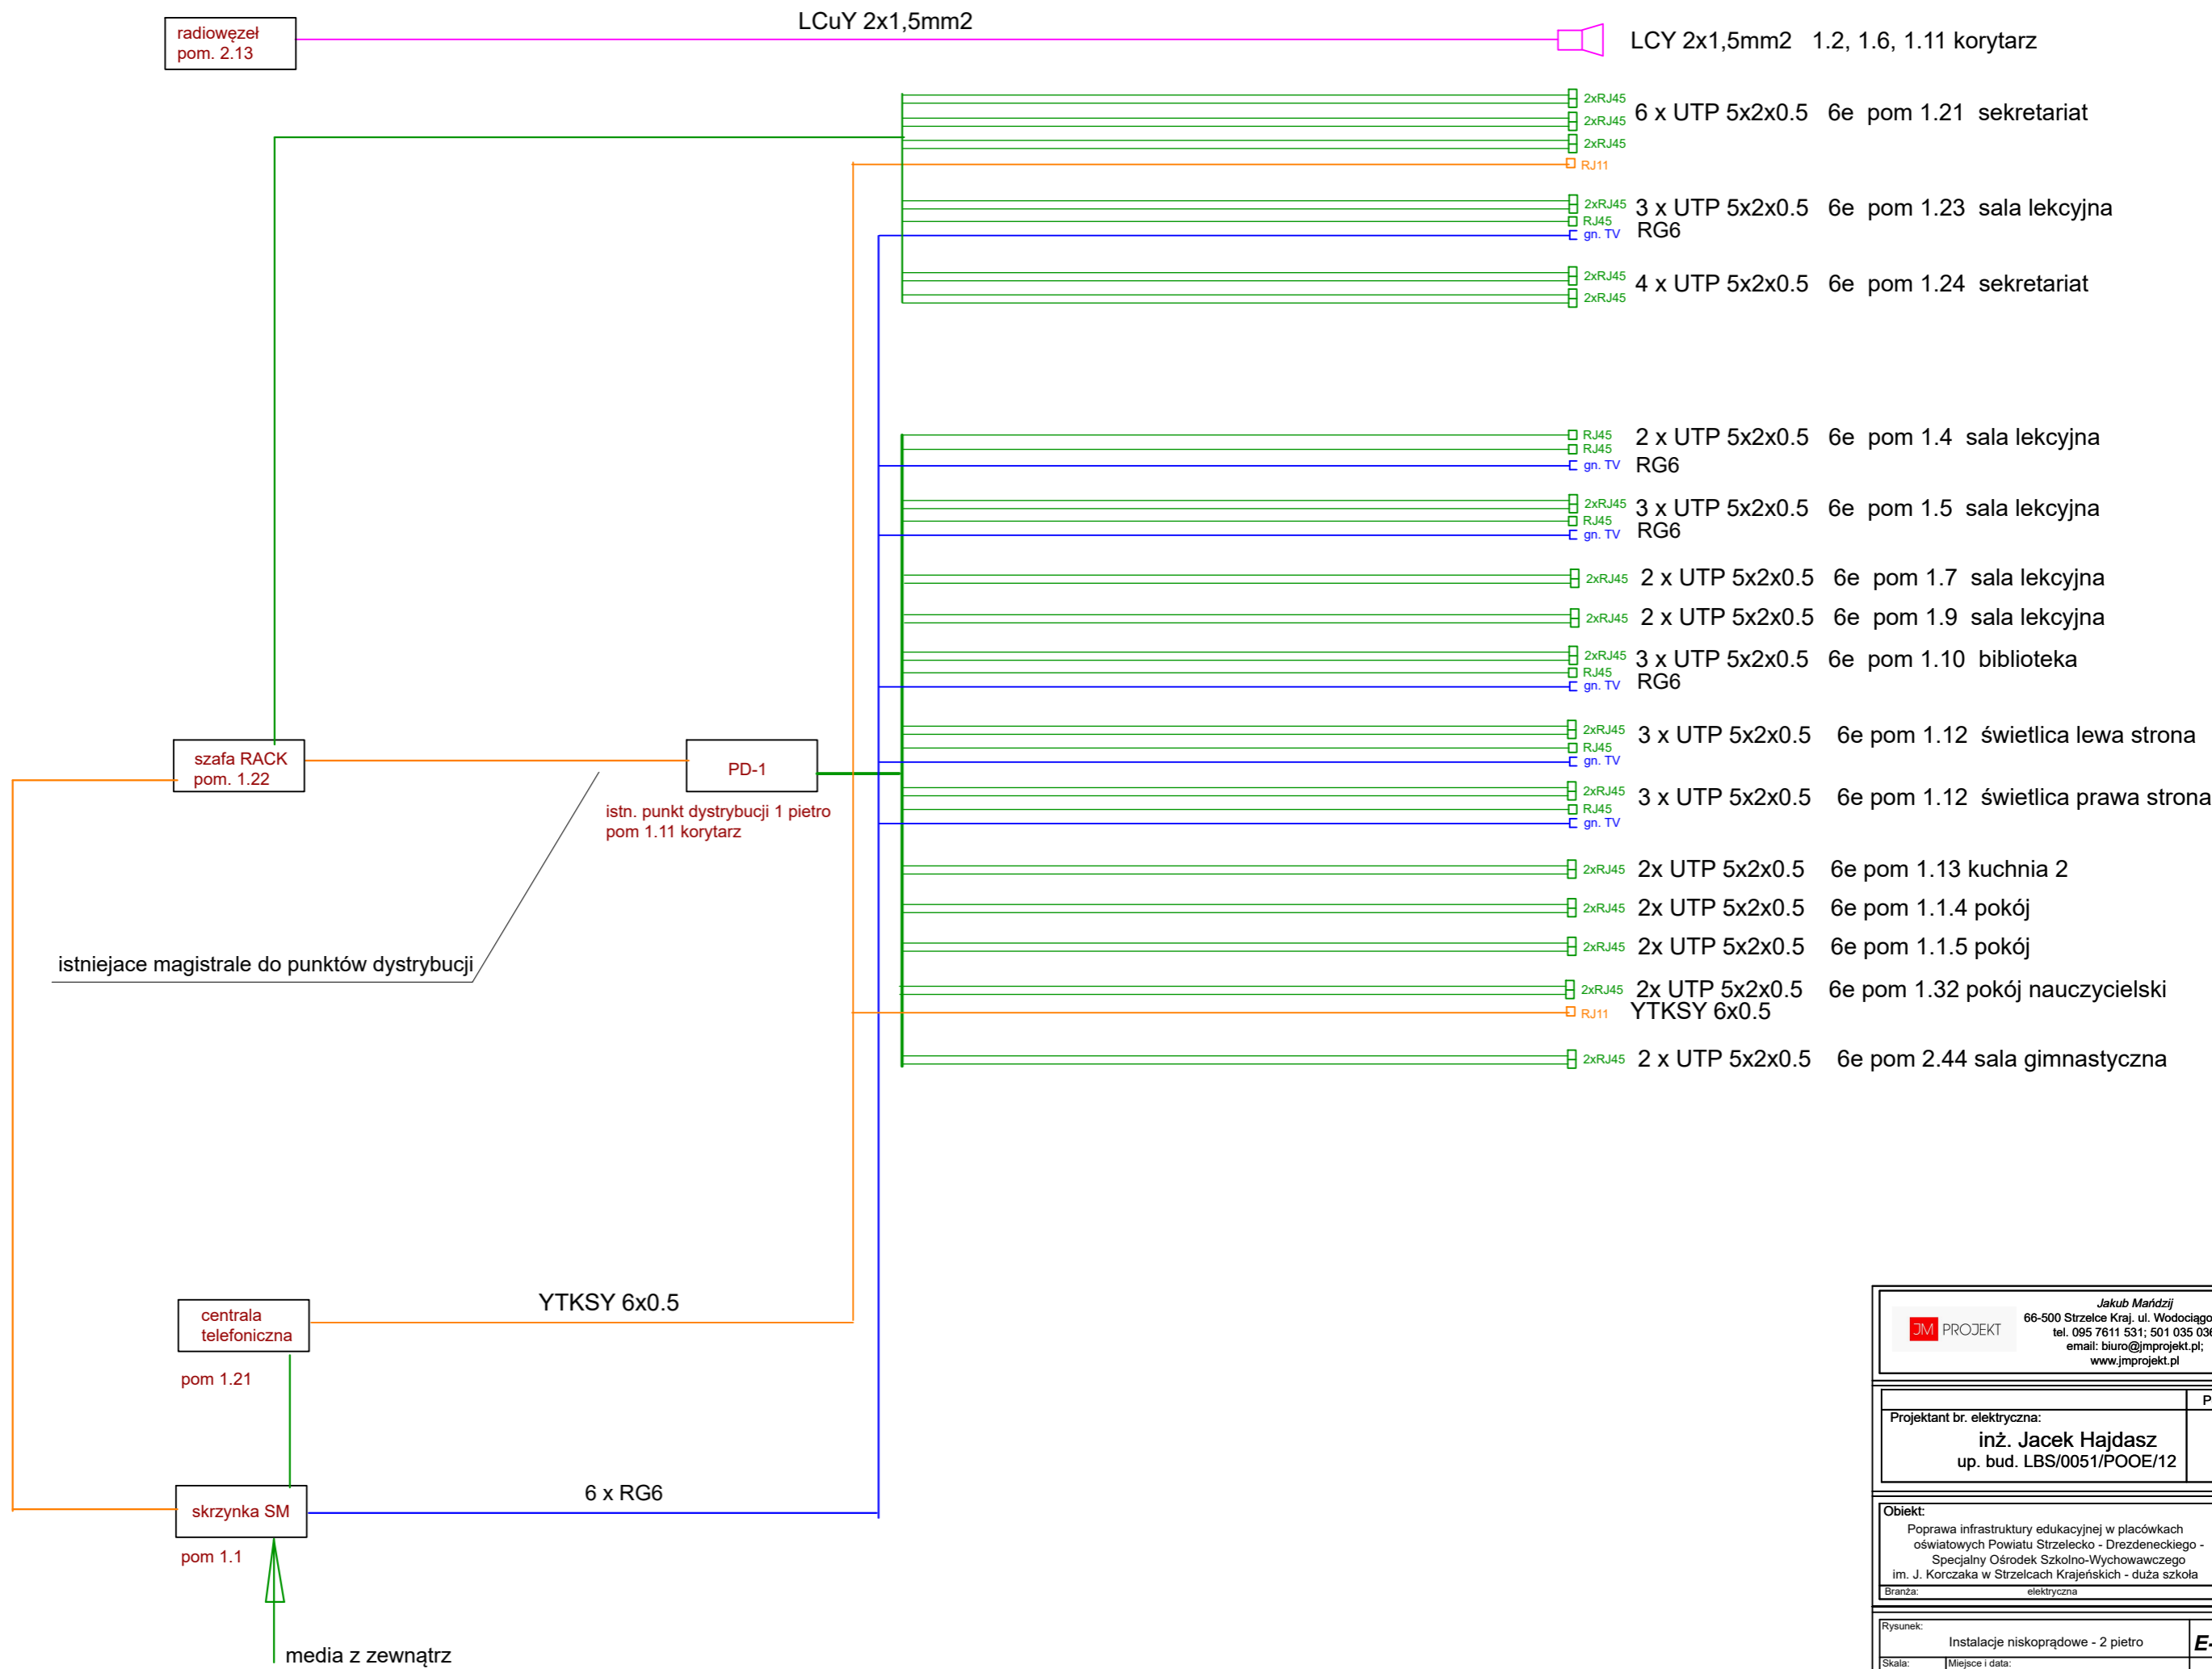 radiowęzeł
pom. 2.13
LCuY 2x1,5mm2
LCY 2x1,5mm2 1.2, 1.6, 1.11 korytarz
2xRJ45
2xRJ45
2xRJ45
RJ11
6 x UTP 5x2x0.5 6e pom 1.21 sekretariat
2xRJ45
RJ45
gn. TV
3 x UTP 5x2x0.5 6e pom 1.23 sala lekcyjna
RG6
2xRJ45
2xRJ45
4 x UTP 5x2x0.5 6e pom 1.24 sekretariat
RJ45
RJ45
gn. TV
2 x UTP 5x2x0.5 6e pom 1.4 sala lekcyjna
RG6
2xRJ45
RJ45
gn. TV
3 x UTP 5x2x0.5 6e pom 1.5 sala lekcyjna
RG6
2xRJ45 2 x UTP 5x2x0.5 6e pom 1.7 sala lekcyjna
2xRJ45 2 x UTP 5x2x0.5 6e pom 1.9 sala lekcyjna
2xRJ45
RJ45
gn. TV
3 x UTP 5x2x0.5 6e pom 1.10 biblioteka
RG6
2xRJ45
RJ45
gn. TV
3 x UTP 5x2x0.5 6e pom 1.12 świetlica lewa strona
2xRJ45
RJ45
gn. TV
3 x UTP 5x2x0.5 6e pom 1.12 świetlica prawa strona
2xRJ45 2x UTP 5x2x0.5 6e pom 1.13 kuchnia 2
2xRJ45 2x UTP 5x2x0.5 6e pom 1.1.4 pokój
2xRJ45 2x UTP 5x2x0.5 6e pom 1.1.5 pokój
2xRJ45 2x UTP 5x2x0.5 6e pom 1.32 pokój nauczycielski
RJ11 YTKSY 6x0.5
2xRJ45 2 x UTP 5x2x0.5 6e pom 2.44 sala gimnastyczna
szafa RACK
pom. 1.22
PD-1
istn. punkt dystrybucji 1 pietro
pom 1.11 korytarz
istniejace magistrale do punktów dystrybucji
centrala
telefoniczna
pom 1.21
YTKSY 6x0.5
skrzynka SM
pom 1.1
6 x RG6
media z zewnątrz
JM PROJEKT
Jakub Mańdzij
66-500 Strzelce Kraj. ul. Wodociągo
tel. 095 7611 531; 501 035 036
email: biuro@jmprojekt.pl;
www.jmprojekt.pl
P
Projektant br. elektryczna:
inż. Jacek Hajdasz
up. bud. LBS/0051/POOE/12
Obiekt:
Poprawa infrastruktury edukacyjnej w placówkach
oświatowych Powiatu Strzelecko - Drezdeneckiego -
Specjalny Ośrodek Szkolno-Wychowawczego
im. J. Korczaka w Strzelcach Krajeńskich - duża szkoła
Branża: elektryczna
Rysunek:
Instalacje niskoprądowe - 2 pietro
E-
Skala: Miejsce i data: